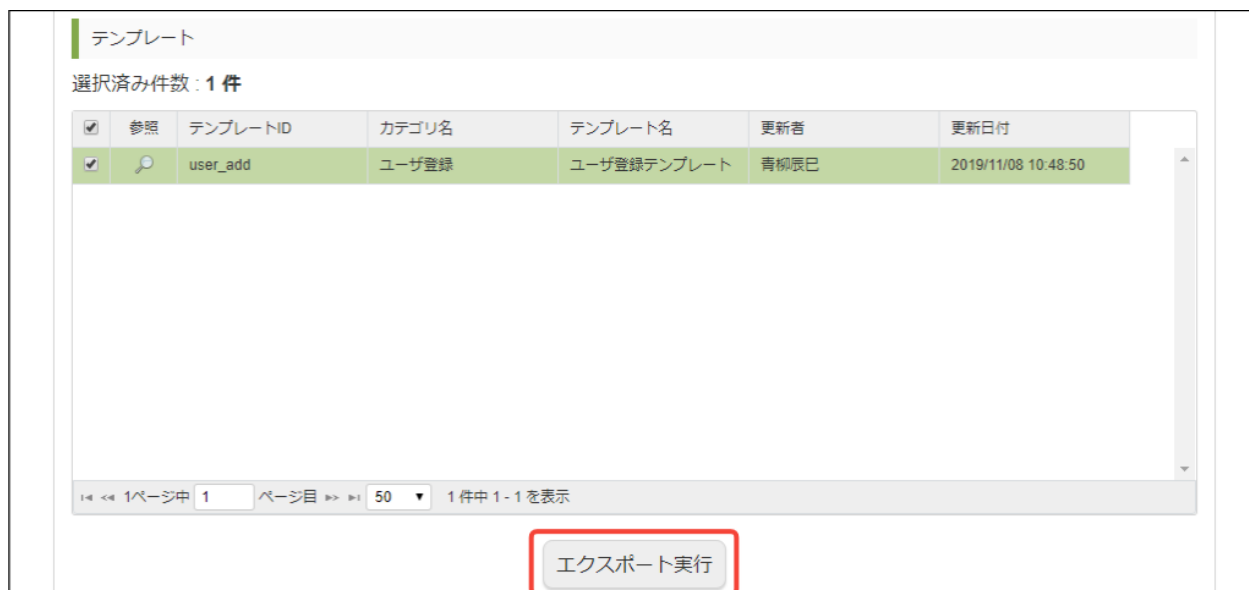 テンプレート
選択済み件数 : 1 件
参照 テンプレートID カテゴリ名 テンプレート名 更新者 更新日付
user_add ユーザ登録 ユーザ登録テンプレート 青柳辰巳 2019/11/08 10:48:50
1ページ中 1 ページ目 50 1 件中 1 - 1 を表示
エクスポート実行